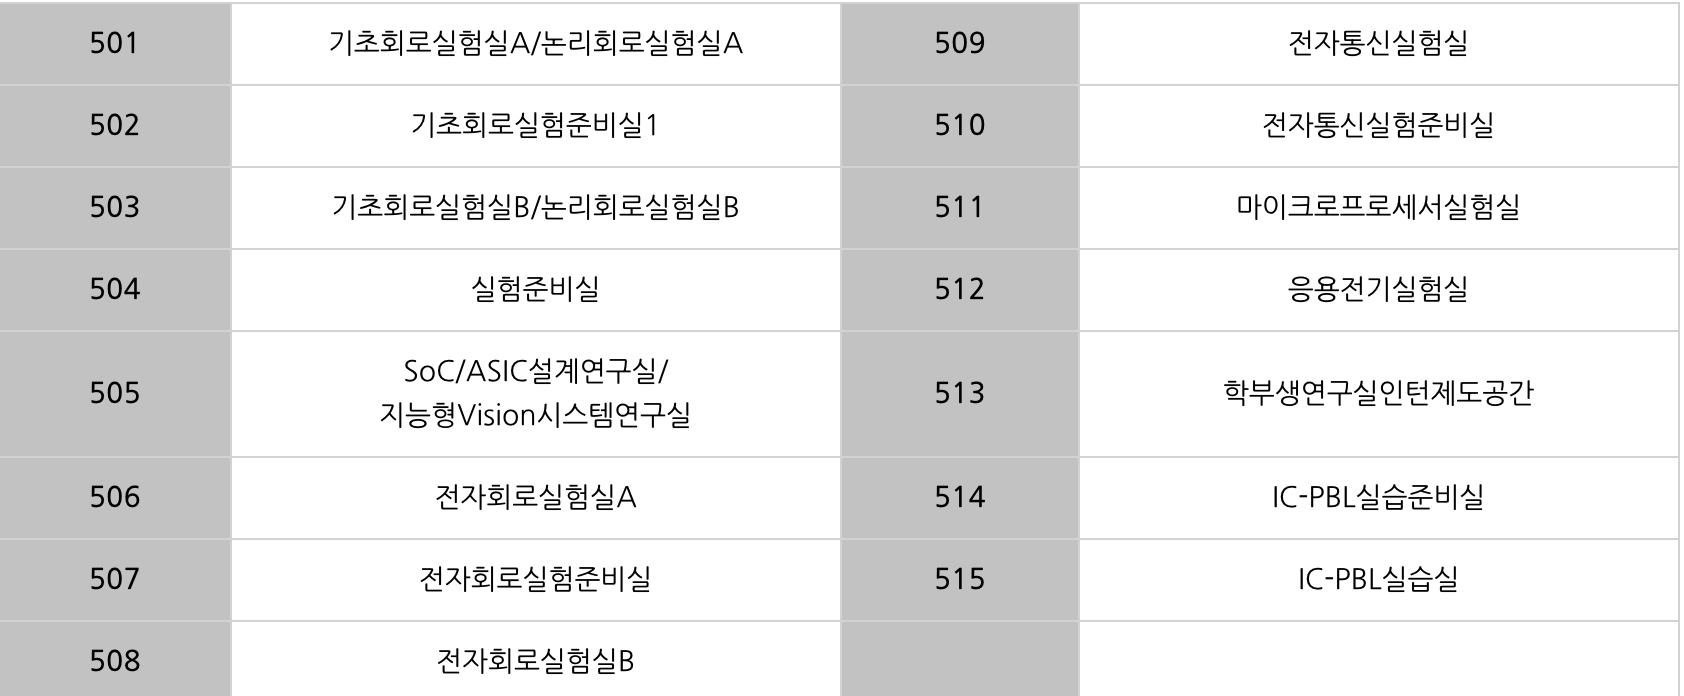 501 기초회로실험실A/논리회로실험실A 509 전자통신실험실
502 기초회로실험준비실1 510 전자통신실험준비실
503 기초회로실험실B/논리회로실험실B 511 마이크로프로세서실험실
504 실험준비실 512 응용전기실험실
505 SoC/ASIC설계연구실/
지능형Vision시스템연구실 513 학부생연구실인턴제도공간
506 전자회로실험실A 514 IC-PBL실습준비실
507 전자회로실험준비실 515 IC-PBL실습실
508 전자회로실험실B